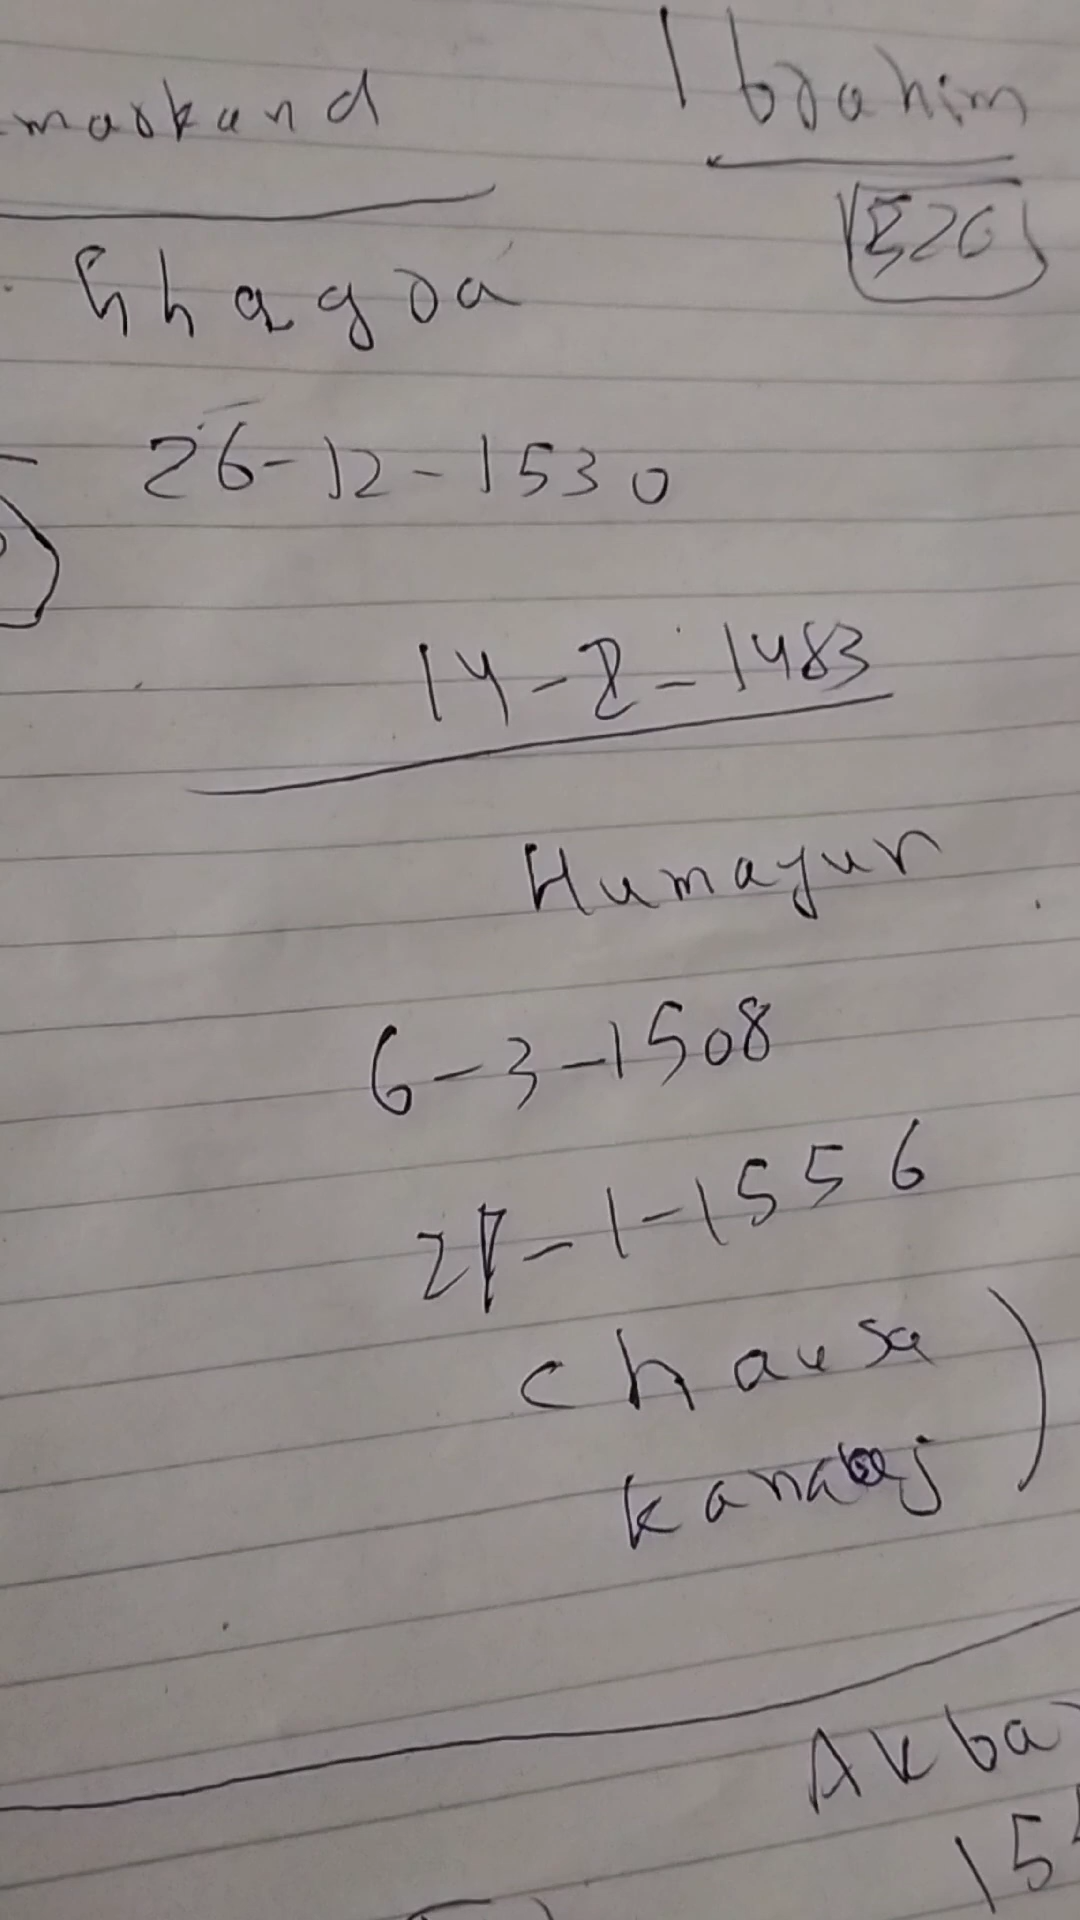 markand
Ibrahim
1526
Ghagra
26-12-1530
14-2-1483
Humayun
6-3-1508
27-1-1556
chausa
kanauj
Akba
15